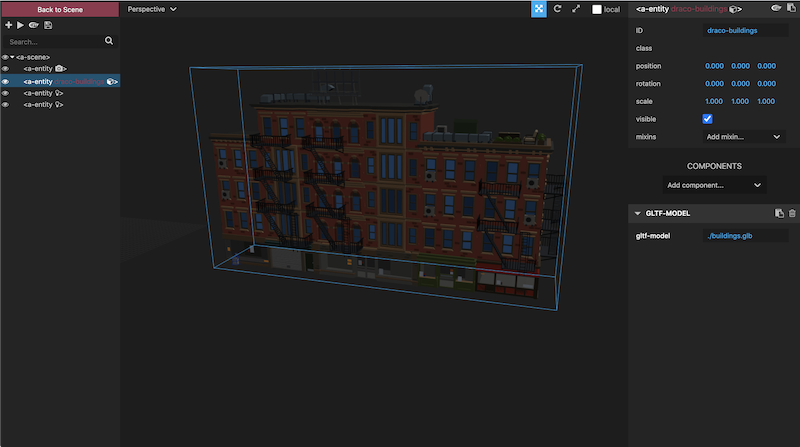 Back to Scene
Search...
<a-scene>
<a-entity >
<a-entity draco-buildings >
<a-entity >
<a-entity >
Perspective
local
<a-entity draco-buildings >
ID draco-buildings
class
position 0.000 0.000 0.000
rotation 0.000 0.000 0.000
scale 1.000 1.000 1.000
visible
mixins Add mixin...
COMPONENTS
Add component...
GLTF-MODEL
gltf-model ./buildings.glb